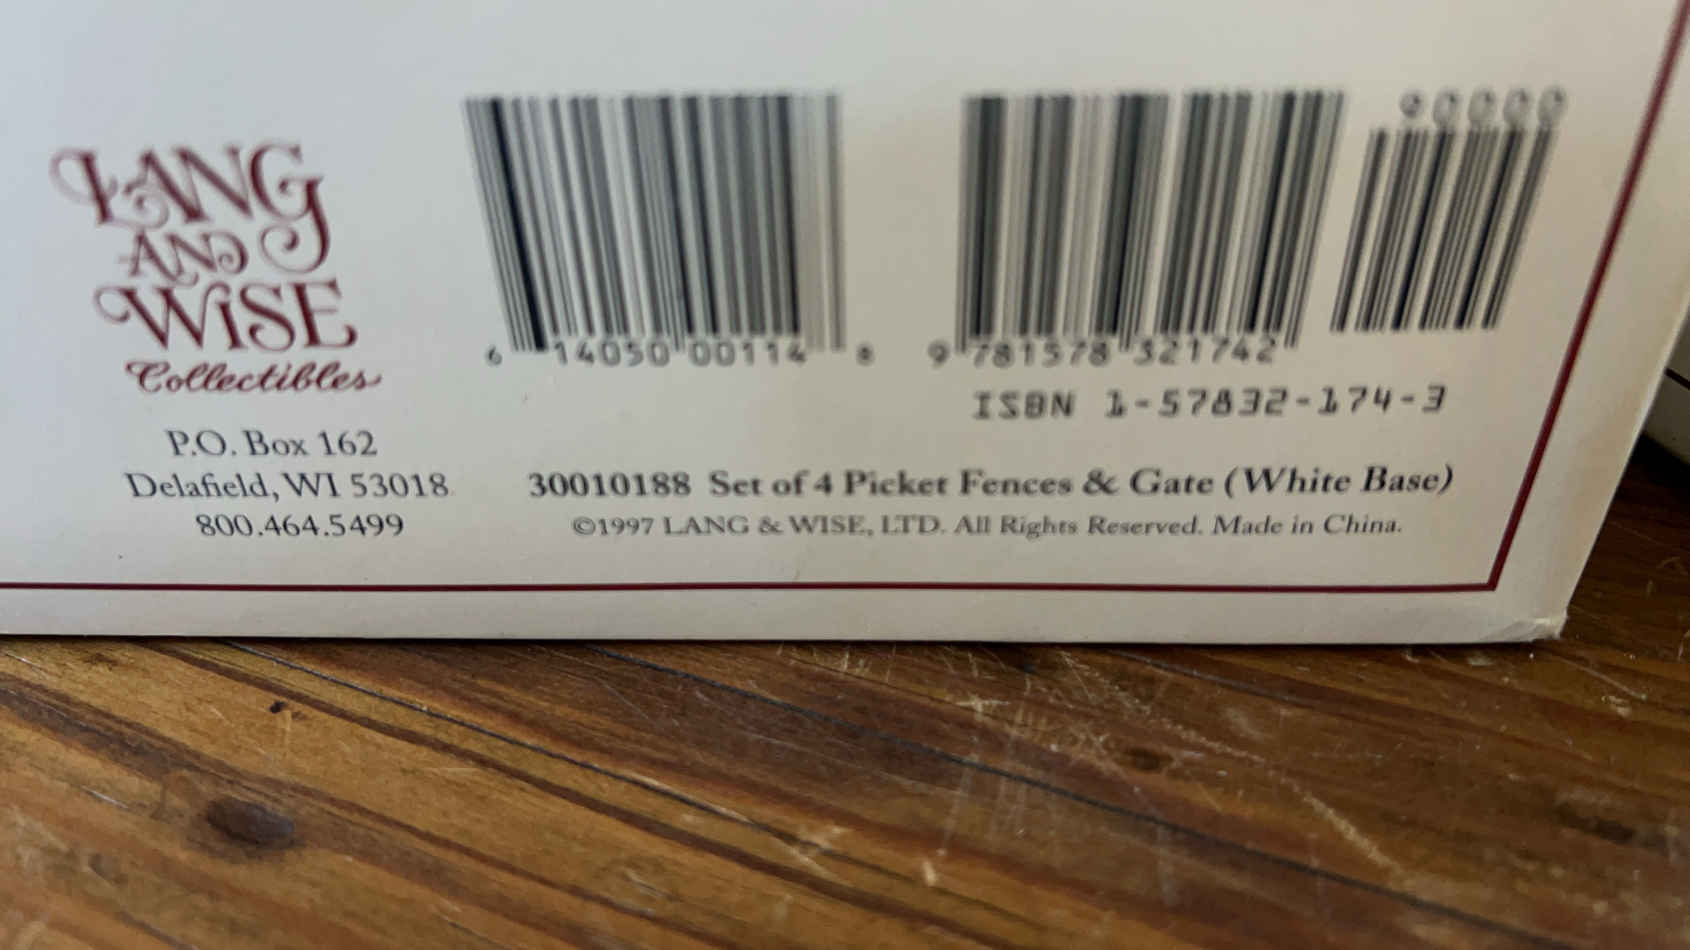 LANG
AND
WISE
Collectibles
P.O. Box 162
Delafield, WI 53018
800.464.5499
6 14050 00114 8
90000
9 781578 321742
ISBN 1-57832-174-3
30010188 Set of 4 Picket Fences & Gate (White Base)
©1997 LANG & WISE, LTD. All Rights Reserved. Made in China.